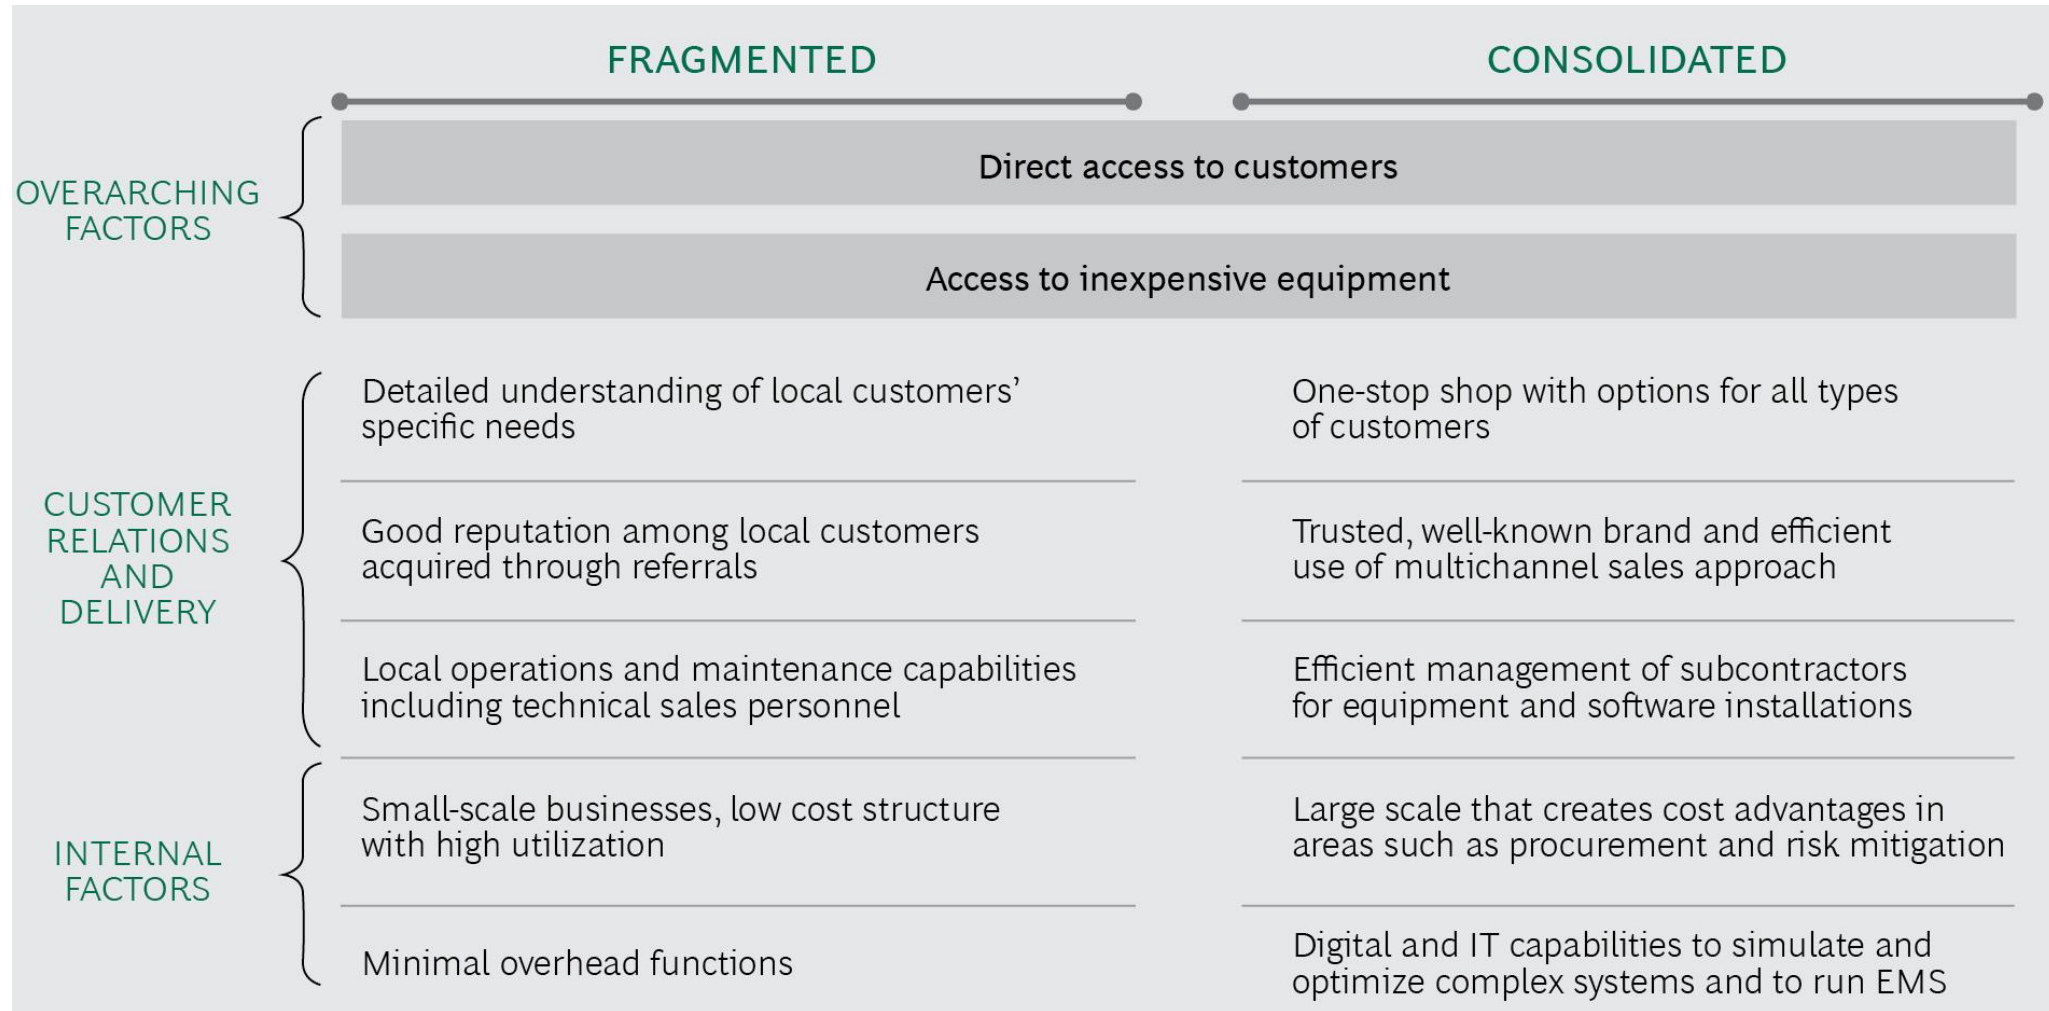 FRAGMENTED
CONSOLIDATED
OVERARCHING
FACTORS
Direct access to customers
Access to inexpensive equipment
CUSTOMER
RELATIONS
AND
DELIVERY
Detailed understanding of local customers’
specific needs
One-stop shop with options for all types
of customers
Good reputation among local customers
acquired through referrals
Trusted, well-known brand and efficient
use of multichannel sales approach
Local operations and maintenance capabilities
including technical sales personnel
Efficient management of subcontractors
for equipment and software installations
INTERNAL
FACTORS
Small-scale businesses, low cost structure
with high utilization
Large scale that creates cost advantages in
areas such as procurement and risk mitigation
Minimal overhead functions
Digital and IT capabilities to simulate and
optimize complex systems and to run EMS